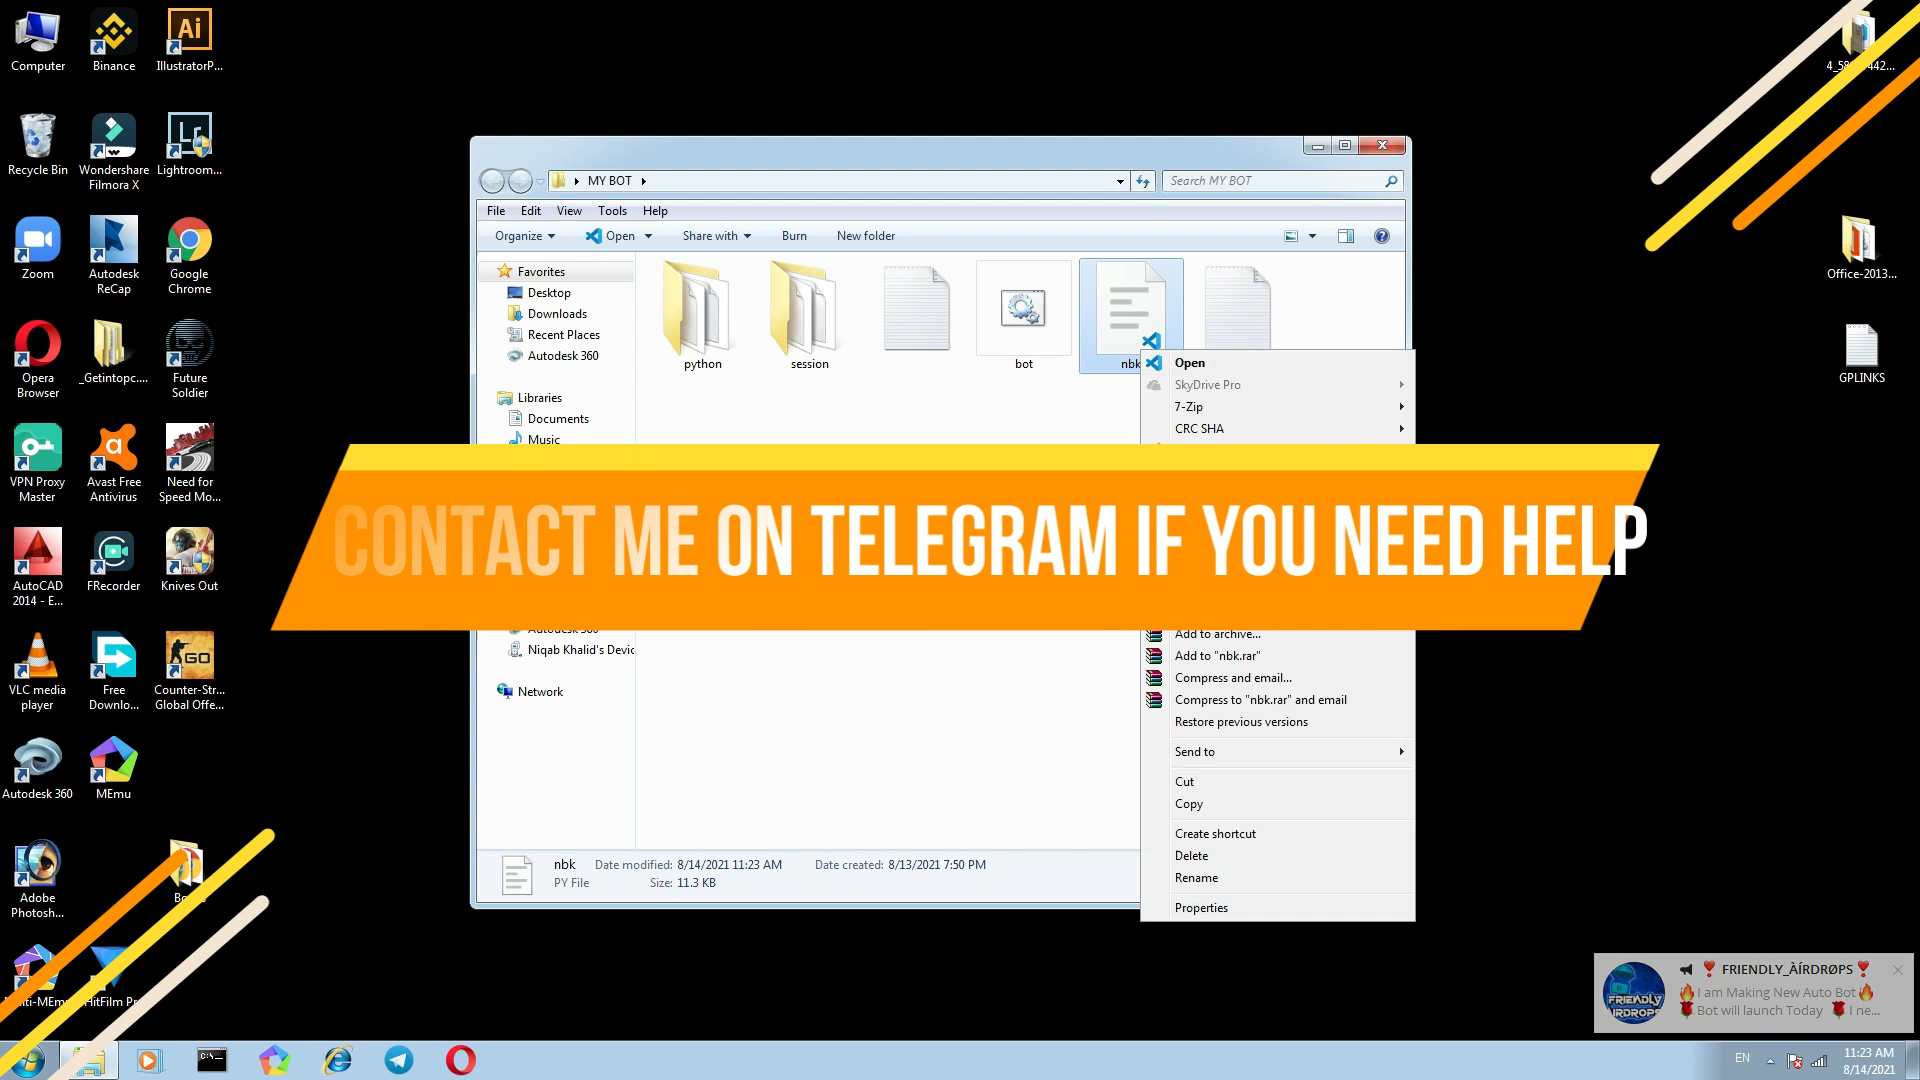 Computer
Binance
IllustratorP...
Recycle Bin
Wondershare
Filmora X
Lightroom...
Zoom
Autodesk
ReCap
Google
Chrome
Opera
Browser
_Getintopc....
Future
Soldier
VPN Proxy
Master
Avast Free
Antivirus
Need for
Speed Mo...
AutoCAD
2014 - E...
FRecorder
Knives Out
VLC media
player
Free
Downlo...
Counter-Str...
Global Offe...
Autodesk 360
MEmu
Adobe
Photosh...
MY BOT
Search MY BOT
File Edit View Tools Help
Organize Open Share with Burn New folder
Favorites
Desktop
Downloads
Recent Places
Autodesk 360
Libraries
Documents
Music
Autodesk 360
Niqab Khalid's Devic
Network
python
session
bot
nbk
Open
SkyDrive Pro
7-Zip
CRC SHA
CONTACT ME ON TELEGRAM IF YOU NEED HELP
Add to archive...
Add to "nbk.rar"
Compress and email...
Compress to "nbk.rar" and email
Restore previous versions
Send to
Cut
Copy
Create shortcut
Delete
Rename
Properties
nbk Date modified: 8/14/2021 11:23 AM Date created: 8/13/2021 7:50 PM
PY File Size: 11.3 KB
Office-2013...
GPLINKS
FRIENDLY_ÀÍRDRØPS
I am Making New Auto Bot
Bot will launch Today I ne...
FRIENDLY
AIRDROPS
EN
11:23 AM
8/14/2021